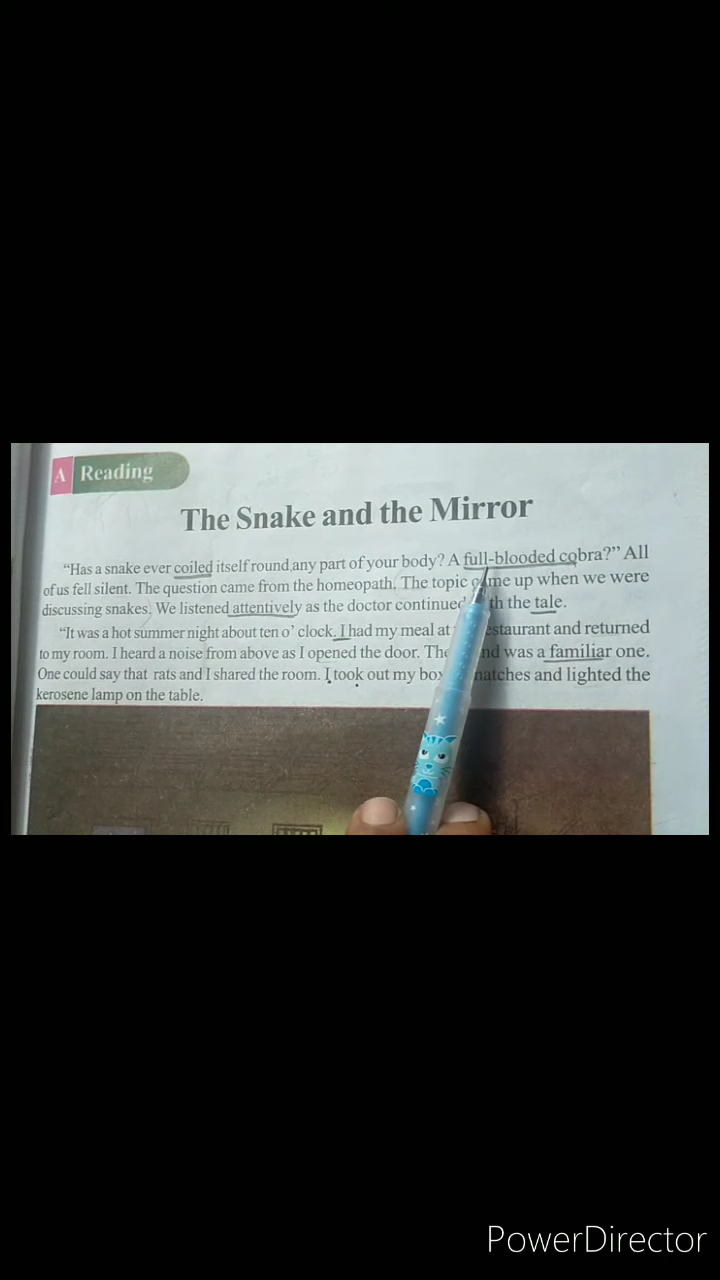 A Reading
The Snake and the Mirror
“Has a snake ever coiled itself round any part of your body? A full-blooded cobra?” All
of us fell silent. The question came from the homeopath. The topic came up when we were
discussing snakes. We listened attentively as the doctor continued the tale.
“It was a hot summer night about ten o’ clock. I had my meal at restaurant and returned
to my room. I heard a noise from above as I opened the door. The was a familiar one.
One could say that rats and I shared the room. I took out my box matches and lighted the
kerosene lamp on the table.
PowerDirector